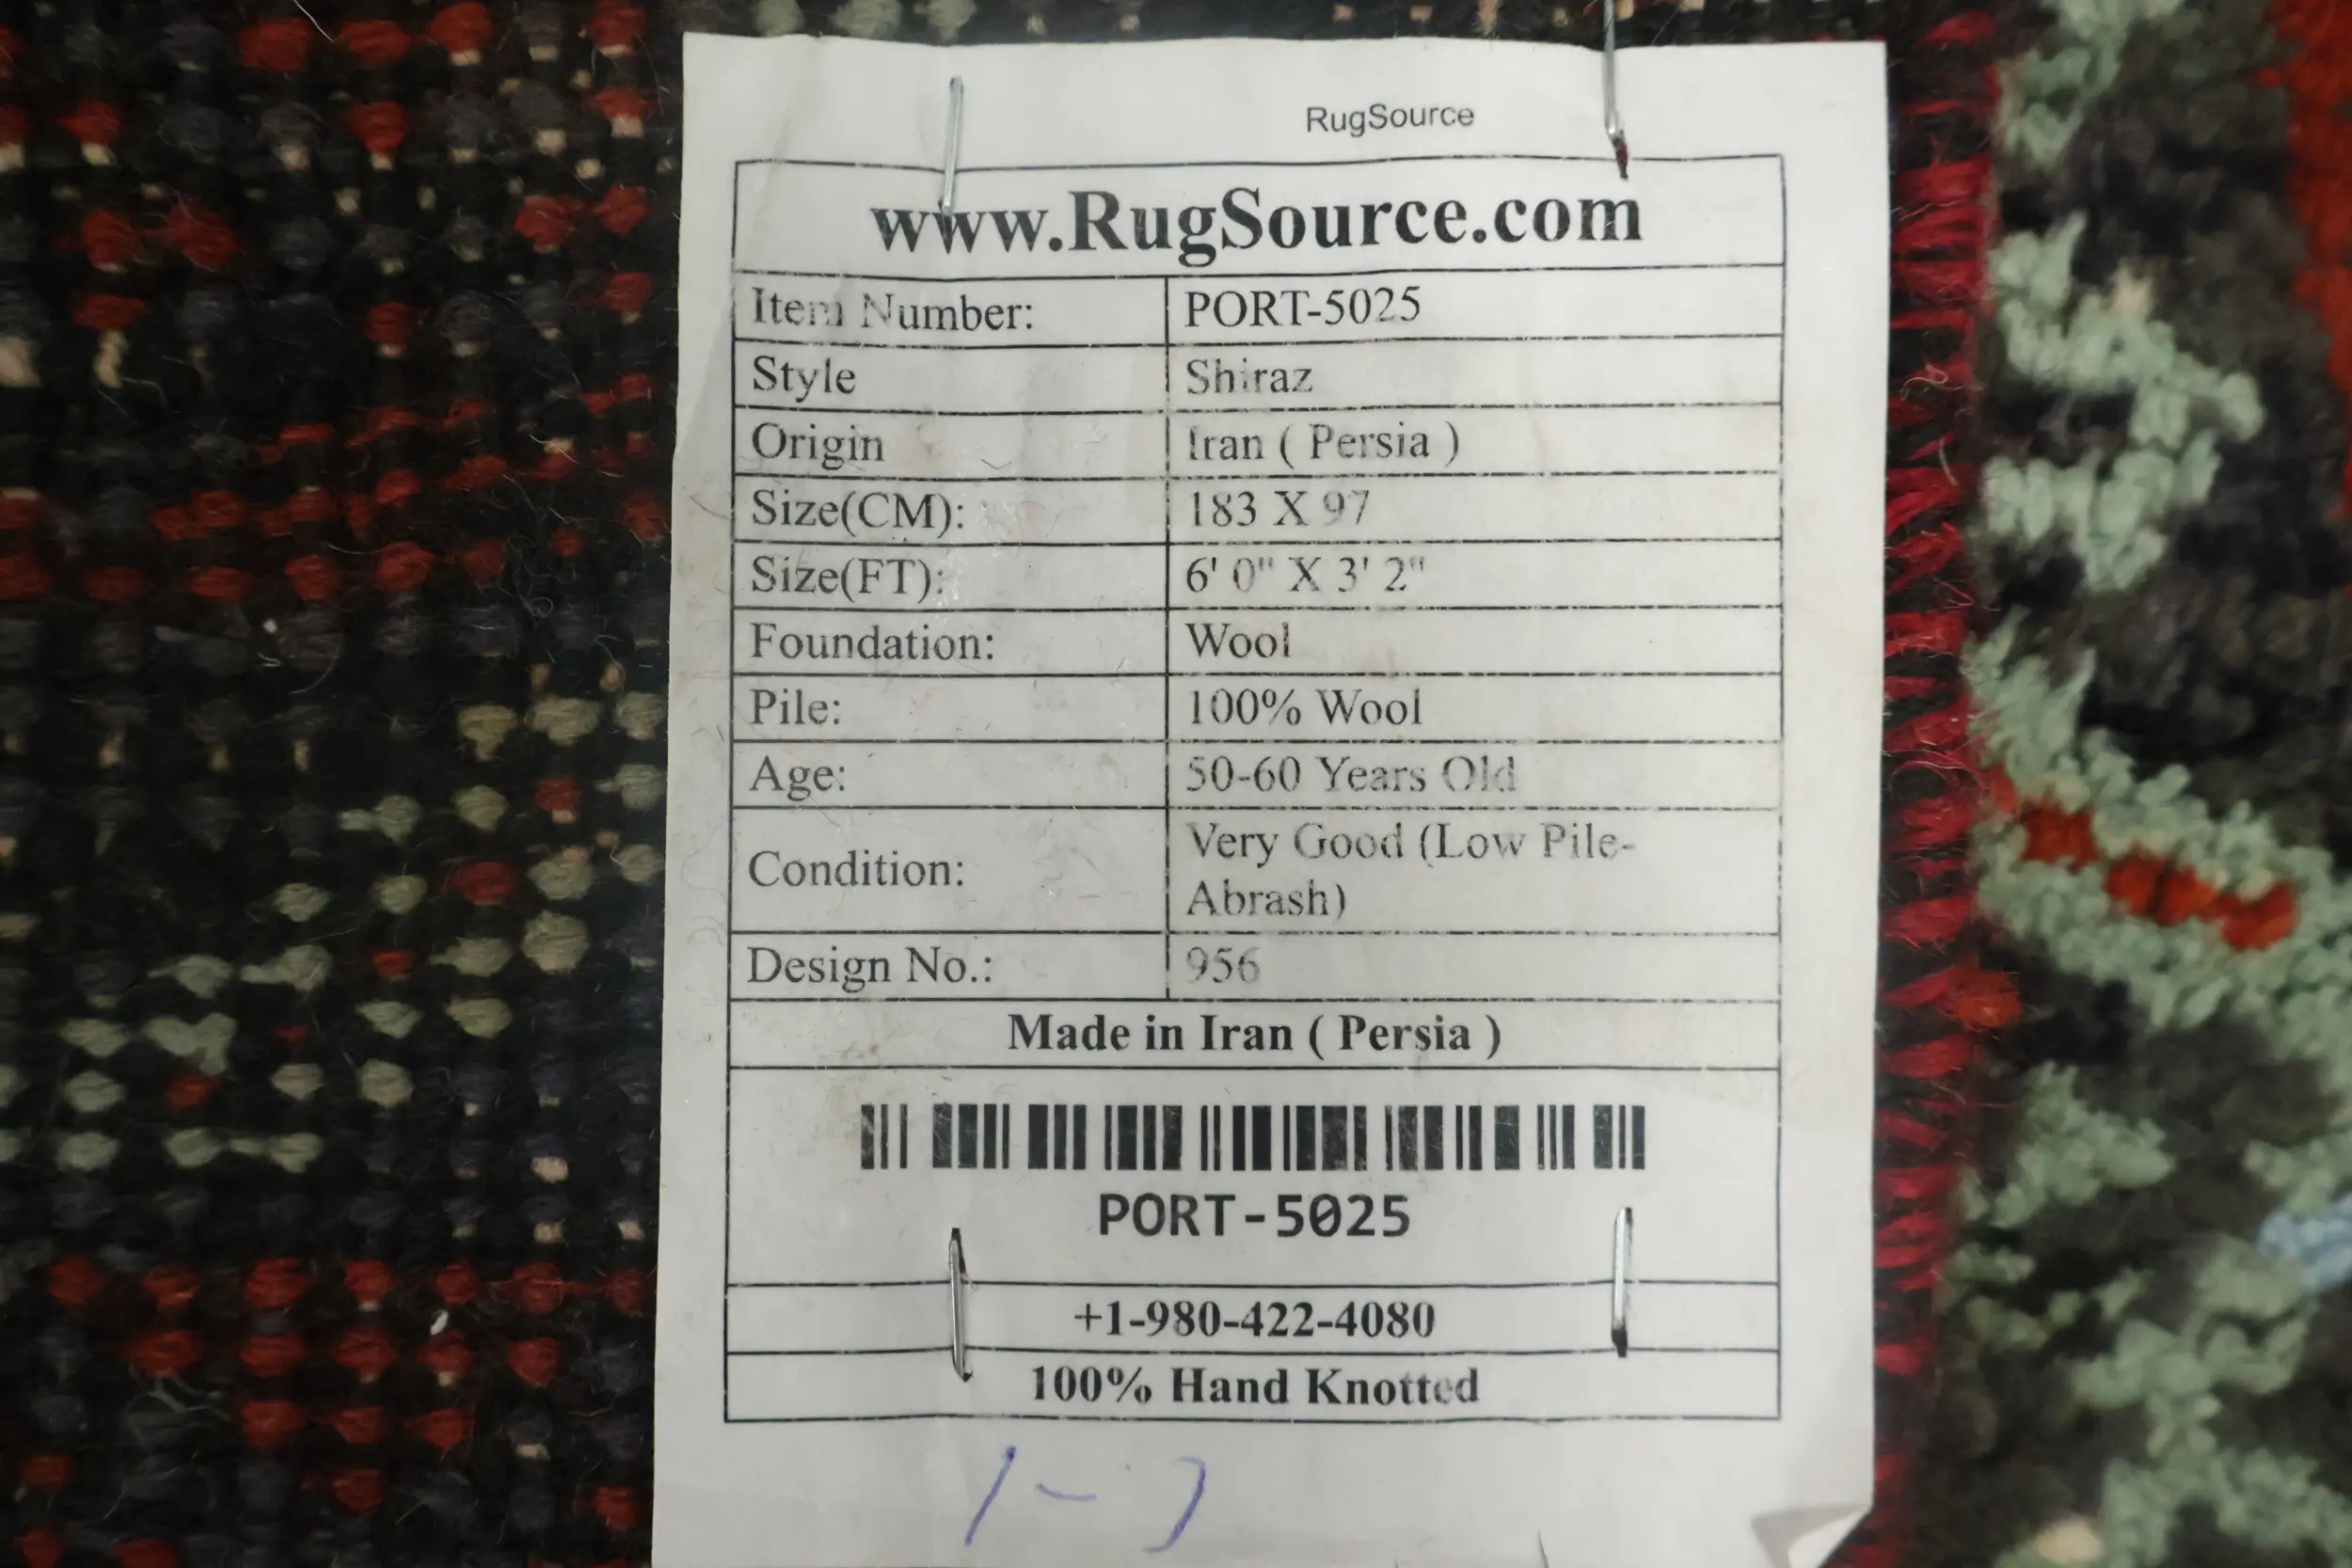 RugSource
www.RugSource.com
Item Number: PORT-5025
Style Shiraz
Origin Iran ( Persia )
Size(CM): 183 X 97
Size(FT): 6' 0" X 3' 2"
Foundation: Wool
Pile: 100% Wool
Age: 50-60 Years Old
Condition: Very Good (Low Pile-
Abrash)
Design No.: 956
Made in Iran ( Persia )
PORT-5025
+1-980-422-4080
100% Hand Knotted